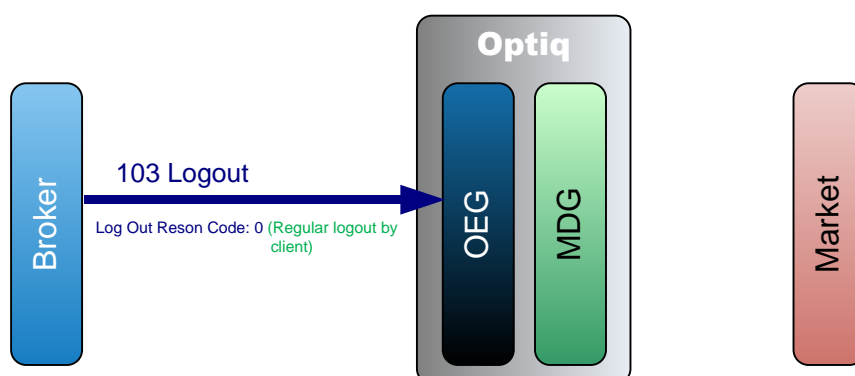 Optiq
Broker
103 Logout
Log Out Reson Code: 0 (Regular logout by
client)
OEG
MDG
Market